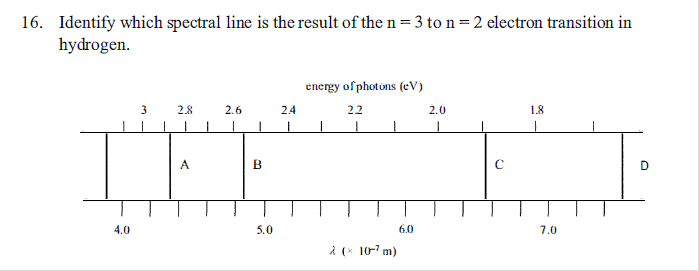 16. Identify which spectral line is the result of the n = 3 to n = 2 electron transition in
hydrogen.
energy of photons (eV)
3 2.8 2.6 2.4 2.2 2.0 1.8
A B C D
4.0 5.0 6.0 7.0
λ (× 10⁻⁷ m)